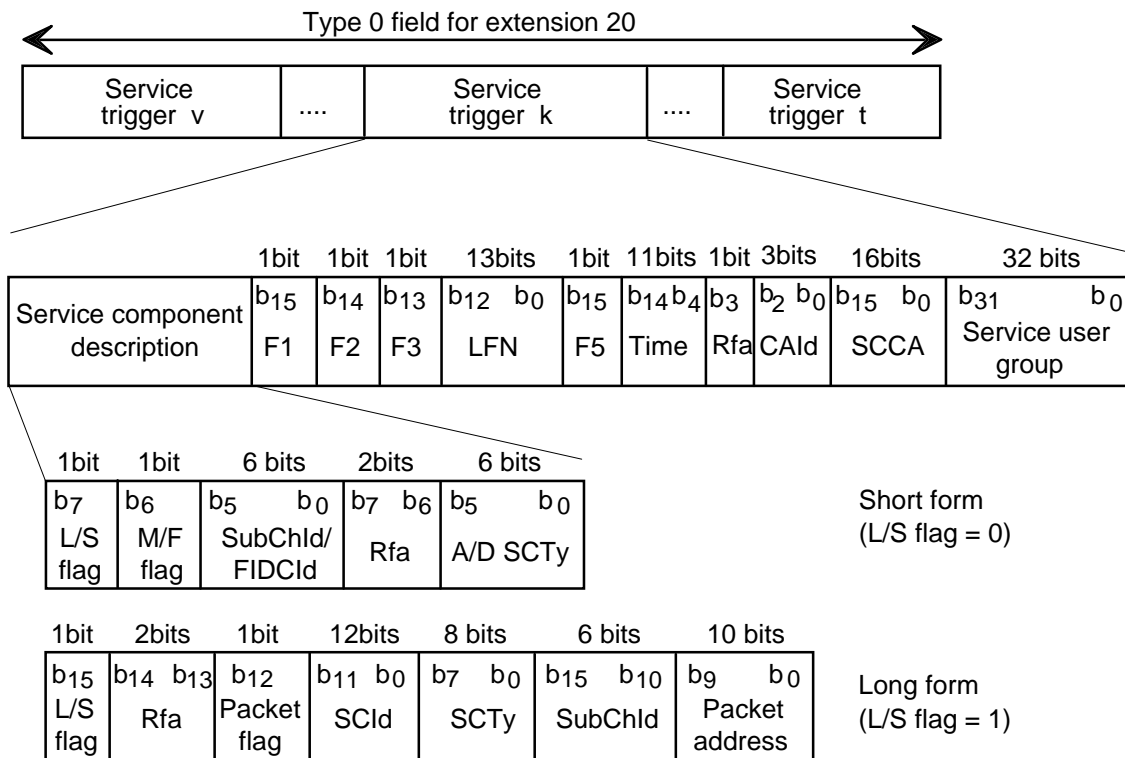 Type 0 field for extension 20
Service trigger v
....
Service trigger k
....
Service trigger t
1bit 1bit 1bit 13bits 1bit 11bits 1bit 3bits 16bits 32 bits
Service component description
b15 F1
b14 F2
b13 F3
b12 b0 LFN
b15 F5
b14 b4 Time
b3 Rfa
b2 b0 CAId
b15 b0 SCCA
b31 b0 Service user group
1bit 1bit 6 bits 2bits 6 bits
b7 L/S flag
b6 M/F flag
b5 b0 SubChId/ FIDCId
b7 b6 Rfa
b5 b0 A/D SCTy
Short form
(L/S flag = 0)
1bit 2bits 1bit 12bits 8 bits 6 bits 10 bits
b15 L/S flag
b14 b13 Rfa
b12 Packet flag
b11 b0 SCId
b7 b0 SCTy
b15 b10 SubChId
b9 b0 Packet address
Long form
(L/S flag = 1)